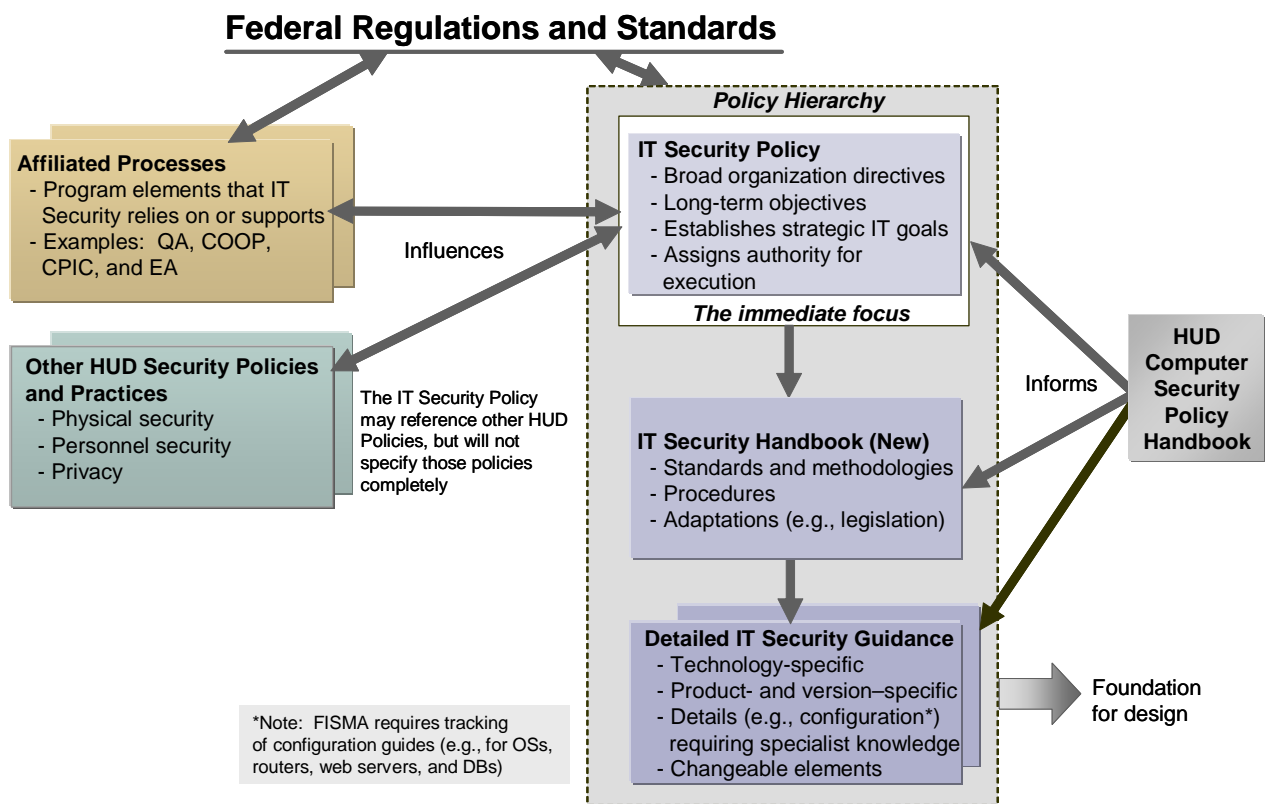 Federal Regulations and Standards
Policy Hierarchy
Affiliated Processes
- Program elements that IT
Security relies on or supports
- Examples:  QA, COOP,
CPIC, and EA
Influences
IT Security Policy
- Broad organization directives
- Long-term objectives
- Establishes strategic IT goals
- Assigns authority for
execution
The immediate focus
Other HUD Security Policies
and Practices
- Physical security
- Personnel security
- Privacy
The IT Security Policy
may reference other HUD
Policies, but will not
specify those policies
completely
Informs
HUD
Computer
Security
Policy
Handbook
IT Security Handbook (New)
- Standards and methodologies
- Procedures
- Adaptations (e.g., legislation)
Detailed IT Security Guidance
- Technology-specific
- Product- and version–specific
- Details (e.g., configuration*)
requiring specialist knowledge
- Changeable elements
Foundation
for design
*Note:  FISMA requires tracking
of configuration guides (e.g., for OSs,
routers, web servers, and DBs)